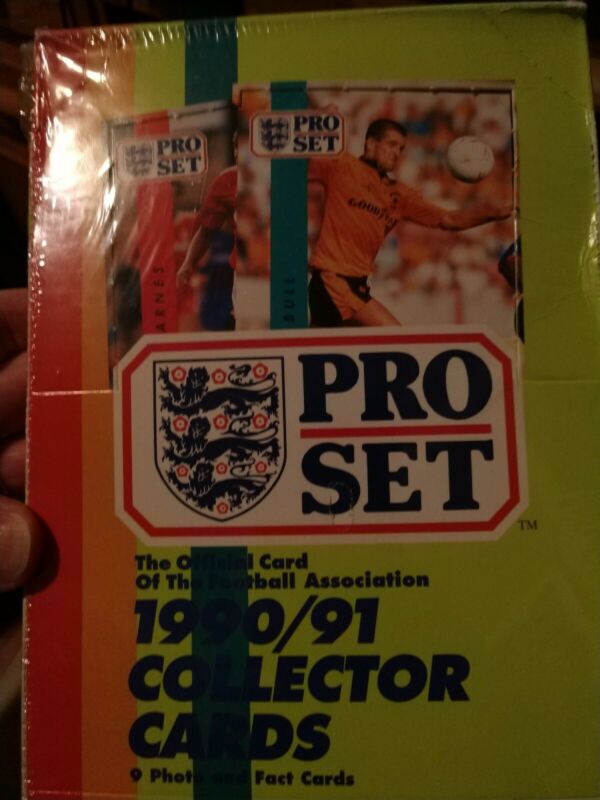 PRO
SET
ARNES
PRO
SET
BULL
GOODYEAR
PRO
SET
TM
The Official Card
Of The Football Association
1990/91
COLLECTOR
CARDS
9 Photo and Fact Cards